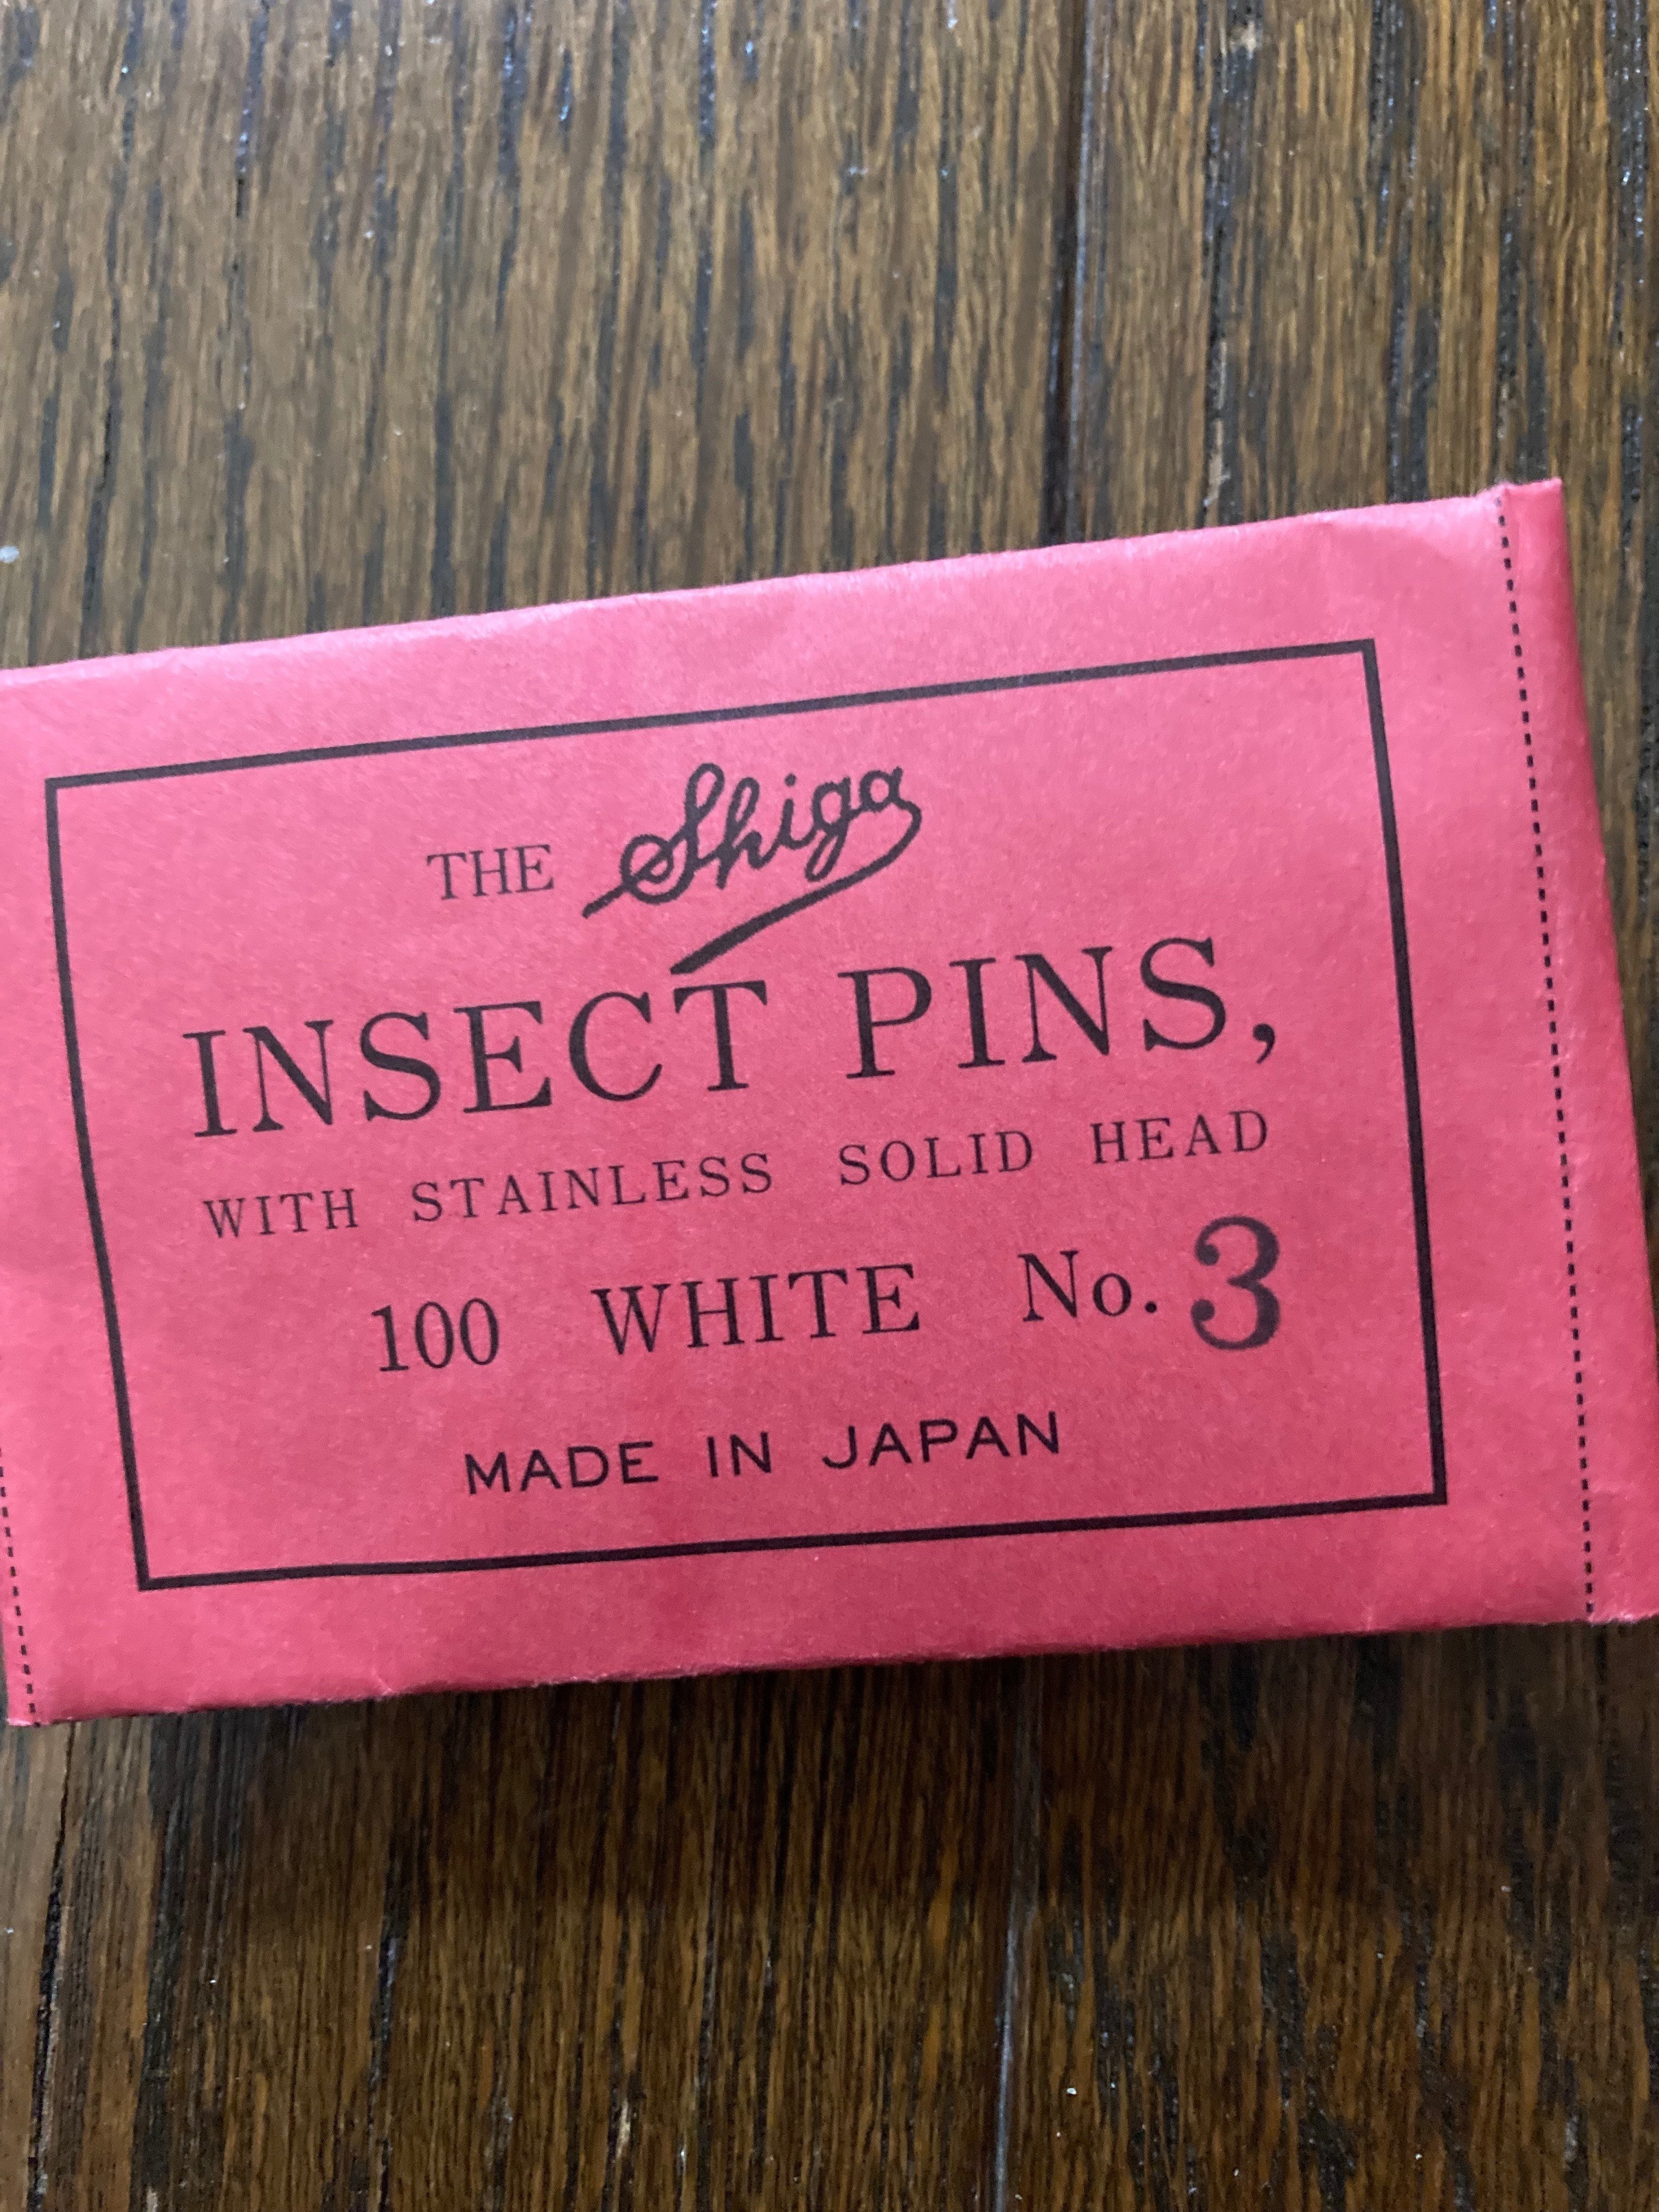 THE Shiga
INSECT PINS,
WITH STAINLESS SOLID HEAD
100 WHITE No. 3
MADE IN JAPAN